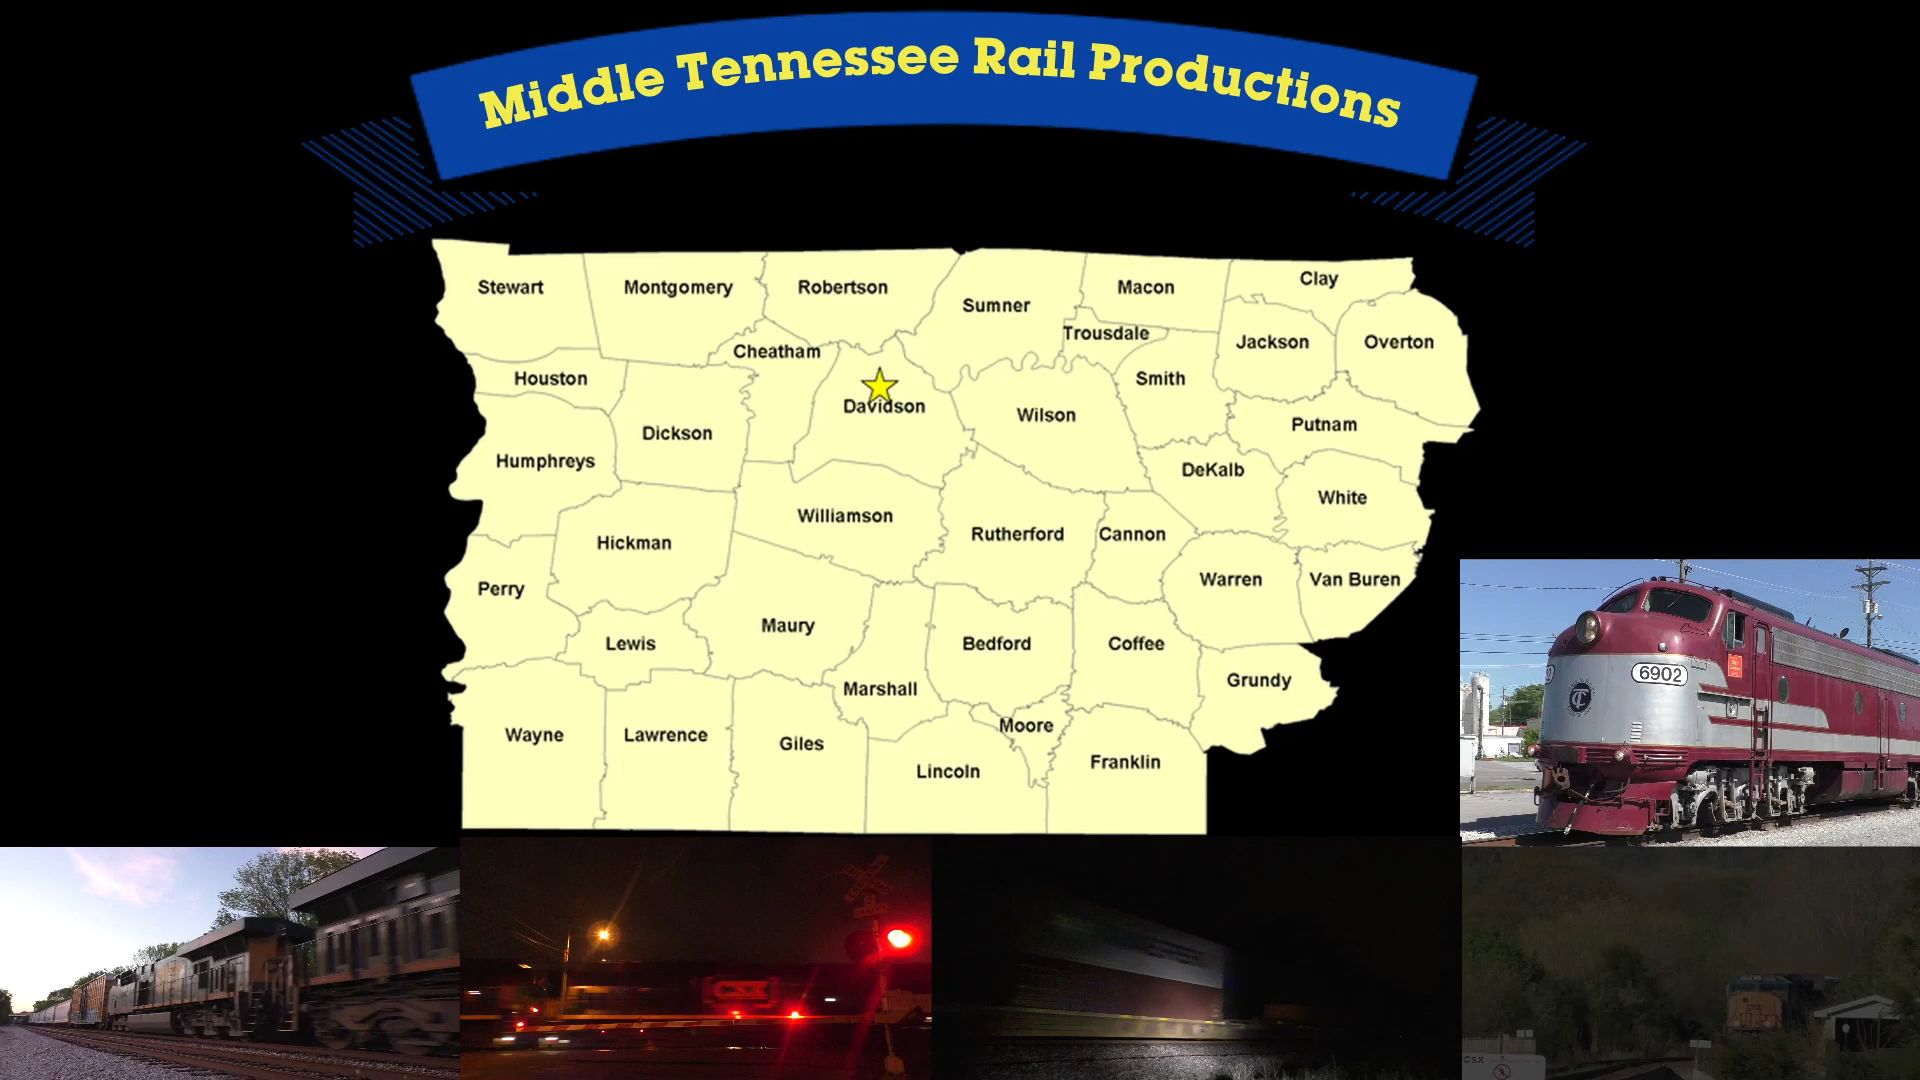 Middle Tennessee Rail Productions
Stewart
Montgomery
Robertson
Sumner
Macon
Clay
Trousdale
Jackson
Overton
Cheatham
Houston
Davidson
Smith
Wilson
Putnam
Dickson
Humphreys
DeKalb
White
Williamson
Rutherford
Cannon
Hickman
Warren
Van Buren
Perry
Maury
Lewis
Bedford
Coffee
Grundy
Marshall
Moore
Wayne
Lawrence
Giles
Lincoln
Franklin
6902
TC
CSX
CSX